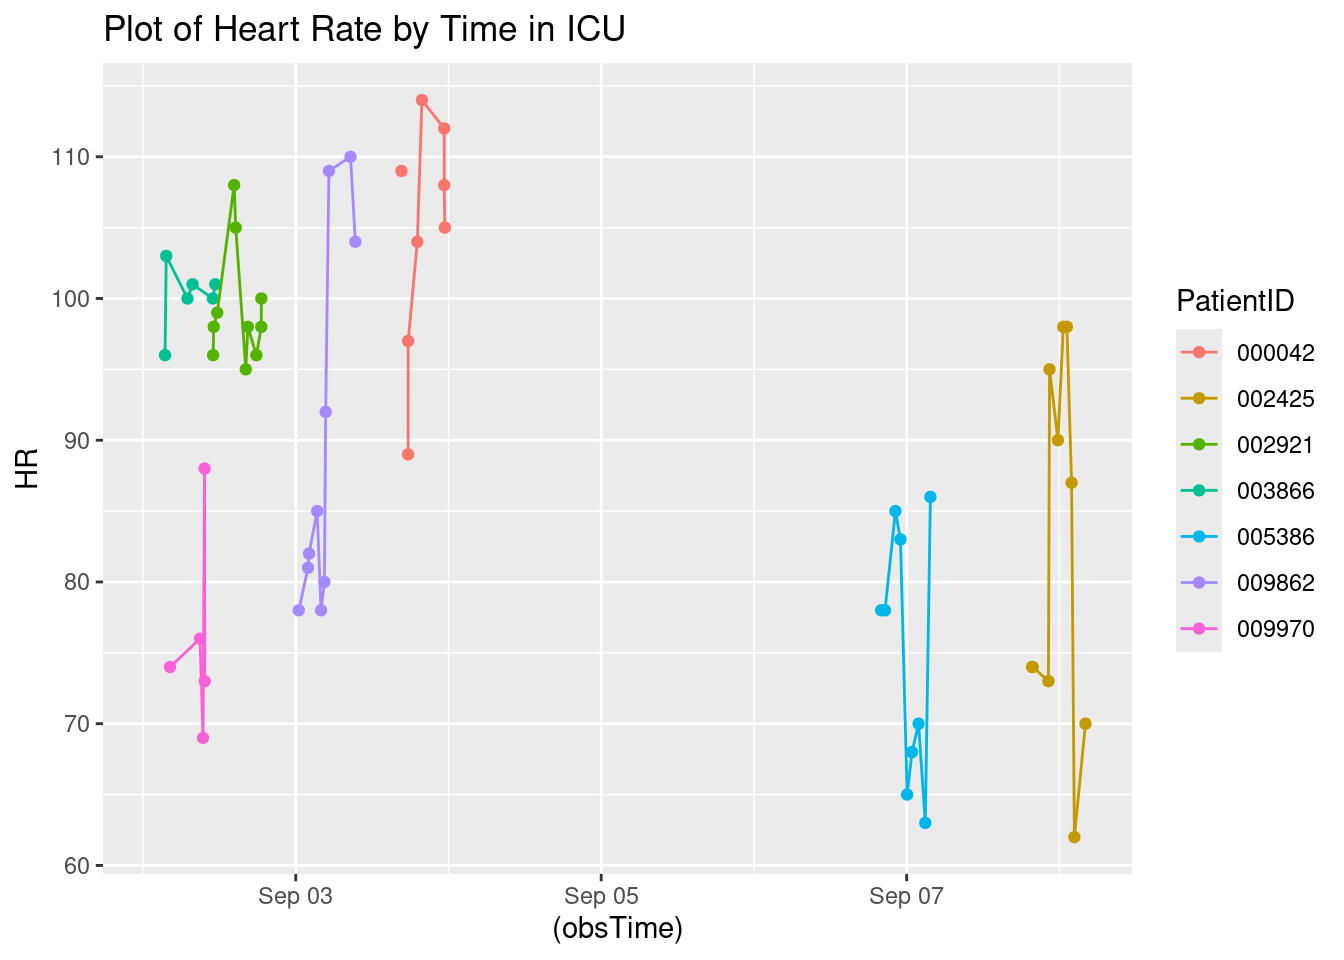 Plot of Heart Rate by Time in ICU
HR
110
100
90
80
70
60
Sep 03
Sep 05
Sep 07
(obsTime)
PatientID
000042
002425
002921
003866
005386
009862
009970